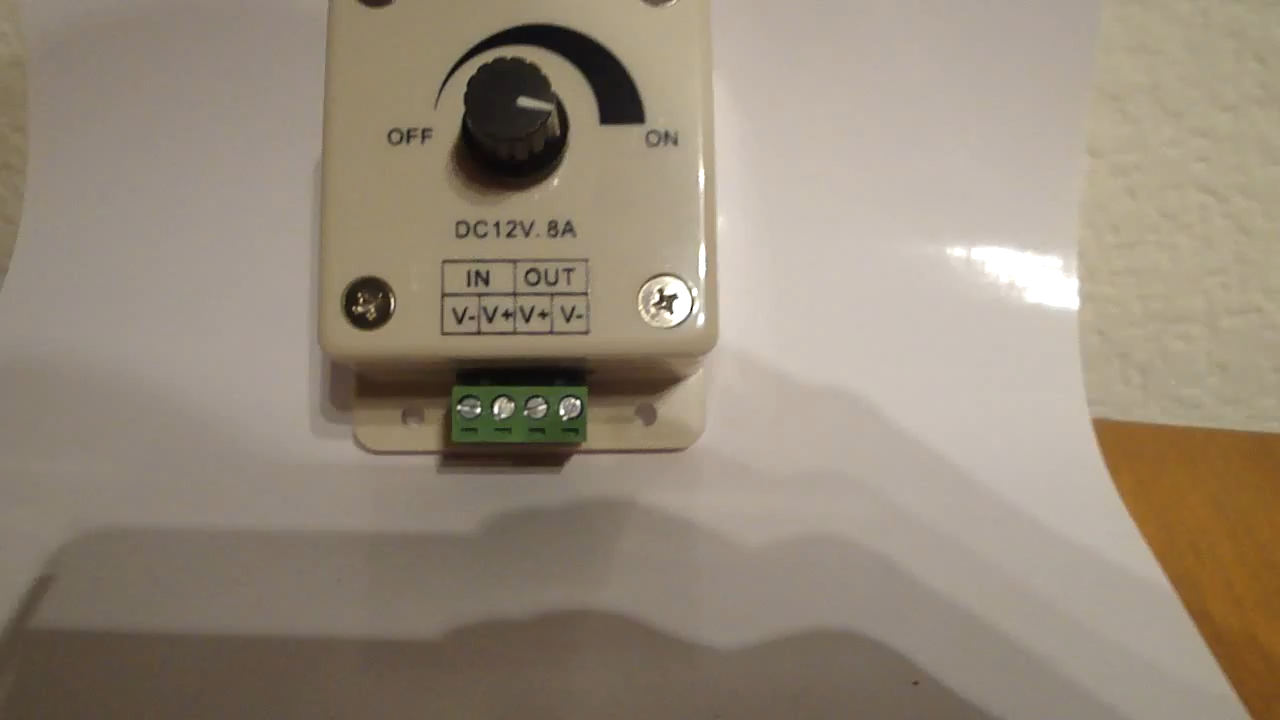 OFF ON
DC12V. 8A
IN OUT
V- V+ V+ V-